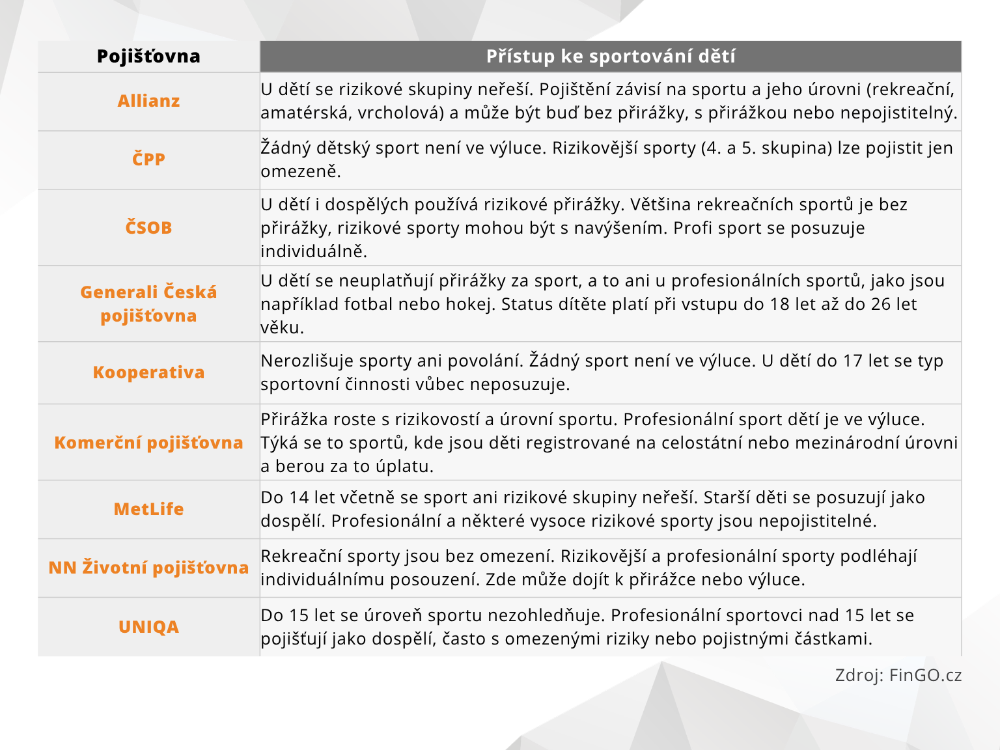 Pojišťovna
Přístup ke sportování dětí
Allianz
U dětí se rizikové skupiny neřeší. Pojištění závisí na sportu a jeho úrovni (rekreační,
amatérská, vrcholová) a může být buď bez přirážky, s přirážkou nebo nepojistitelný.
ČPP
Žádný dětský sport není ve výluce. Rizikovější sporty (4. a 5. skupina) lze pojistit jen
omezeně.
ČSOB
U dětí i dospělých používá rizikové přirážky. Většina rekreačních sportů je bez
přirážky, rizikové sporty mohou být s navýšením. Profi sport se posuzuje
individuálně.
Generali Česká
pojišťovna
U dětí se neuplatňují přirážky za sport, a to ani u profesionálních sportů, jako jsou
například fotbal nebo hokej. Status dítěte platí při vstupu do 18 let až do 26 let
věku.
Kooperativa
Nerozlišuje sporty ani povolání. Žádný sport není ve výluce. U dětí do 17 let se typ
sportovní činnosti vůbec neposuzuje.
Komerční pojišťovna
Přirážka roste s rizikovostí a úrovní sportu. Profesionální sport dětí je ve výluce.
Týká se to sportů, kde jsou děti registrované na celostátní nebo mezinárodní úrovni
a berou za to úplatu.
MetLife
Do 14 let včetně se sport ani rizikové skupiny neřeší. Starší děti se posuzují jako
dospělí. Profesionální a některé vysoce rizikové sporty jsou nepojistitelné.
NN Životní pojišťovna
Rekreační sporty jsou bez omezení. Rizikovější a profesionální sporty podléhají
individuálnímu posouzení. Zde může dojít k přirážce nebo výluce.
UNIQA
Do 15 let se úroveň sportu nezohledňuje. Profesionální sportovci nad 15 let se
pojišťují jako dospělí, často s omezenými riziky nebo pojistnými částkami.
Zdroj: FinGO.cz